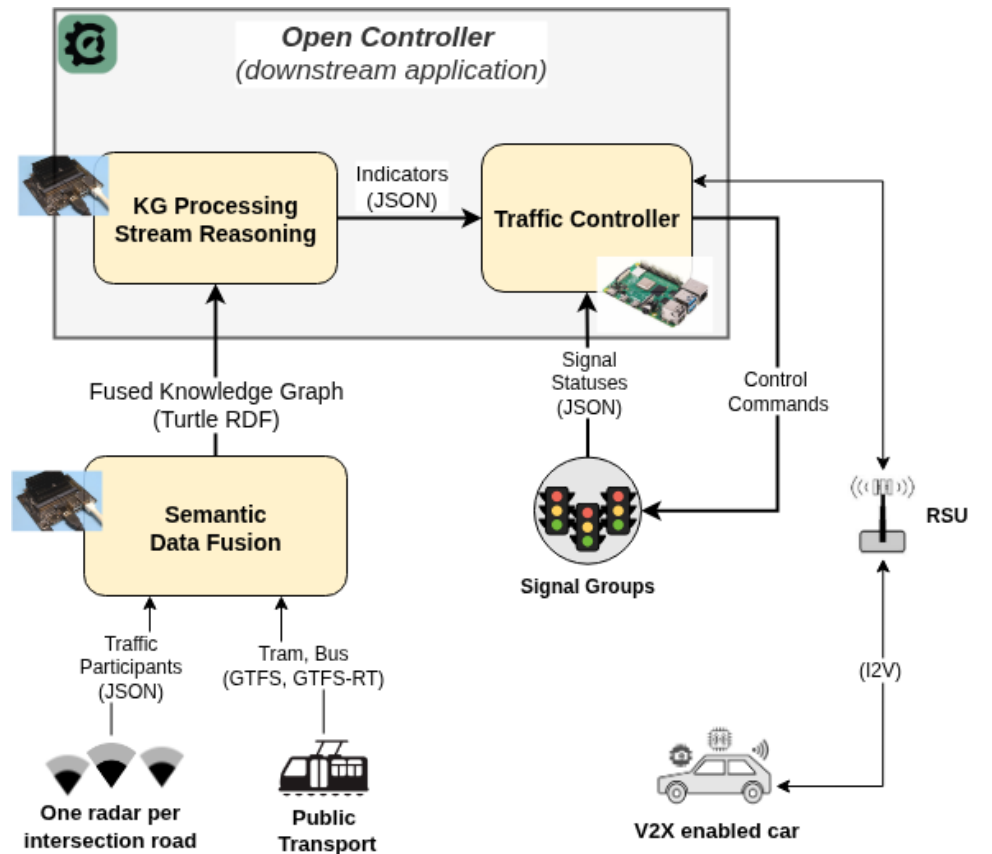 Open Controller
(downstream application)
Indicators
(JSON)
KG Processing
Stream Reasoning
Traffic Controller
Fused Knowledge Graph
(Turtle RDF)
Signal
Statuses
(JSON)
Control
Commands
Semantic
Data Fusion
Signal Groups
RSU
Traffic
Participants
(JSON)
Tram, Bus
(GTFS, GTFS-RT)
(I2V)
One radar per
intersection road
Public
Transport
V2X enabled car